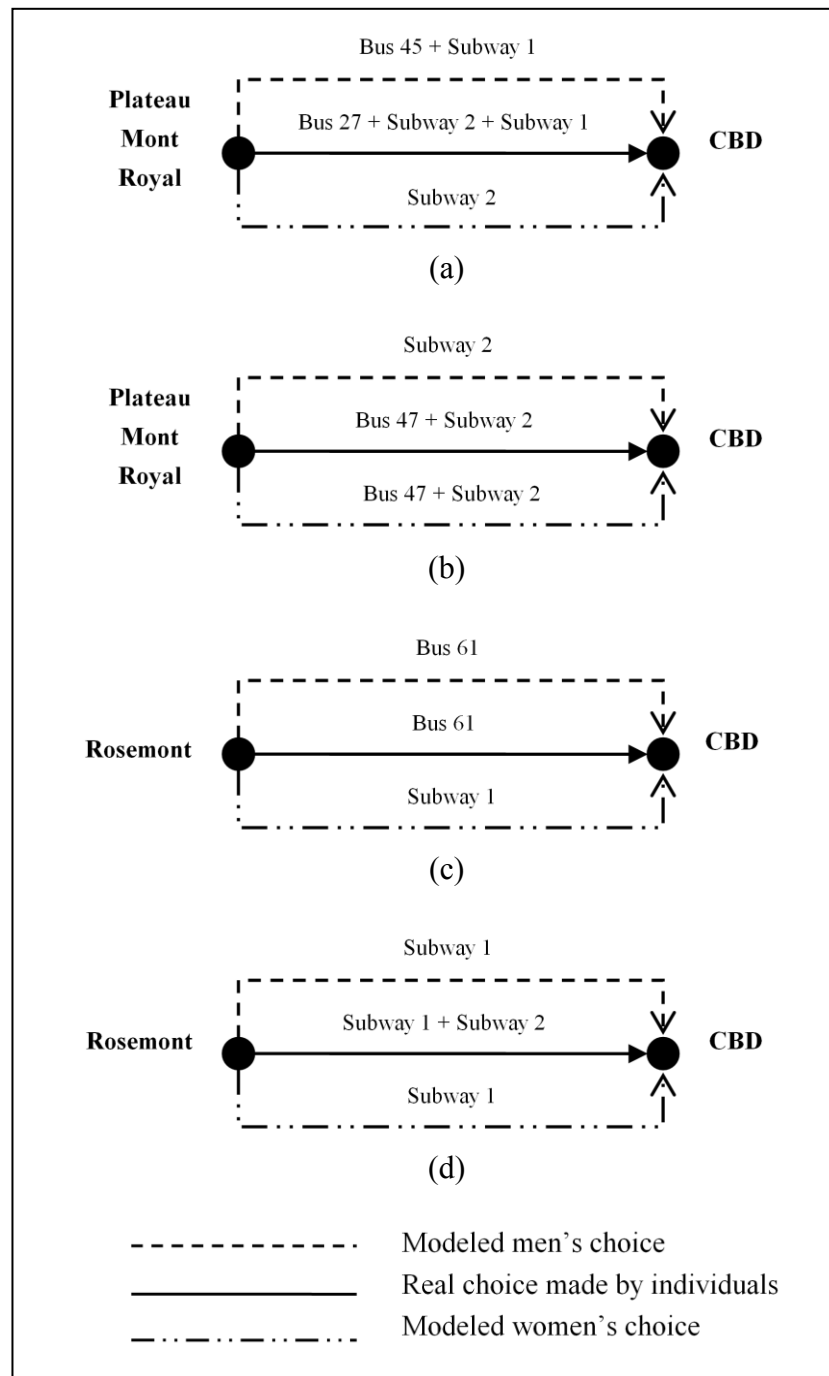 Bus 45 + Subway 1
Plateau
Mont
Royal
Bus 27 + Subway 2 + Subway 1
CBD
Subway 2
(a)
Subway 2
Plateau
Mont
Royal
Bus 47 + Subway 2
CBD
Bus 47 + Subway 2
(b)
Bus 61
Rosemont
Bus 61
CBD
Subway 1
(c)
Subway 1
Rosemont
Subway 1 + Subway 2
CBD
Subway 1
(d)
Modeled men's choice
Real choice made by individuals
Modeled women's choice